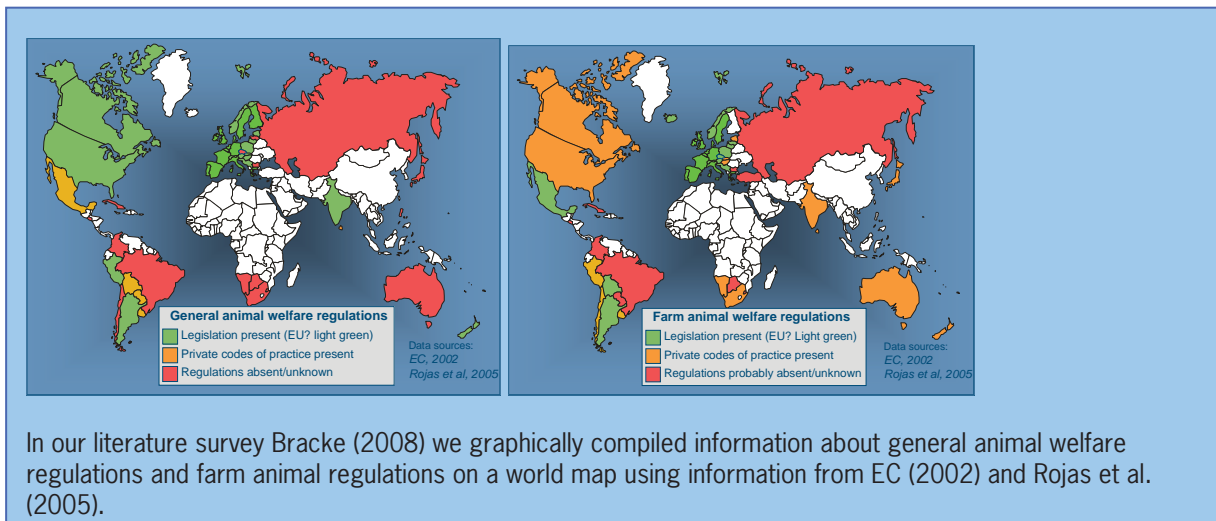 General animal welfare regulations
Legislation present (EU? light green)
Private codes of practice present
Regulations absent/unknown
Data sources:
EC, 2002
Rojas et al, 2005
Farm animal welfare regulations
Legislation present (EU? Light green)
Private codes of practice present
Regulations probably absent/unknown
Data sources:
EC, 2002
Rojas et al, 2005
In our literature survey Bracke (2008) we graphically compiled information about general animal welfare
regulations and farm animal regulations on a world map using information from EC (2002) and Rojas et al.
(2005).